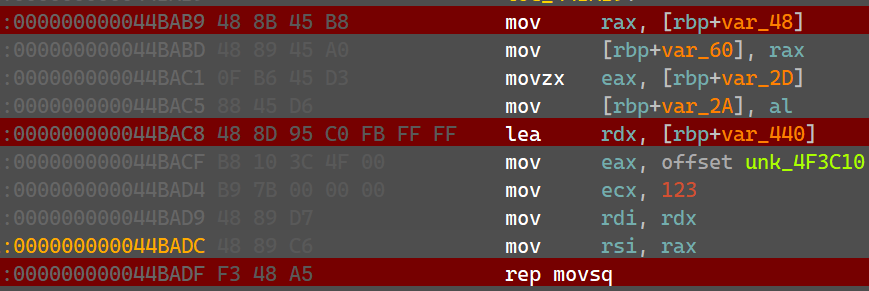 :000000000044BAB9 48 8B 45 B8 mov rax, [rbp+var_48]
:000000000044BABD 48 89 45 A0 mov [rbp+var_60], rax
:000000000044BAC1 0F B6 45 D3 movzx eax, [rbp+var_2D]
:000000000044BAC5 88 45 D6 mov [rbp+var_2A], al
:000000000044BAC8 48 8D 95 C0 FB FF FF lea rdx, [rbp+var_440]
:000000000044BACF B8 10 3C 4F 00 mov eax, offset unk_4F3C10
:000000000044BAD4 B9 7B 00 00 00 mov ecx, 123
:000000000044BAD9 48 89 D7 mov rdi, rdx
:000000000044BADC 48 89 C6 mov rsi, rax
:000000000044BADF F3 48 A5 rep movsq